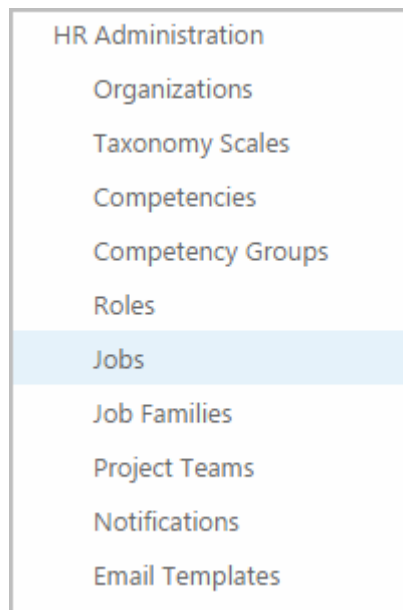 HR Administration
Organizations
Taxonomy Scales
Competencies
Competency Groups
Roles
Jobs
Job Families
Project Teams
Notifications
Email Templates